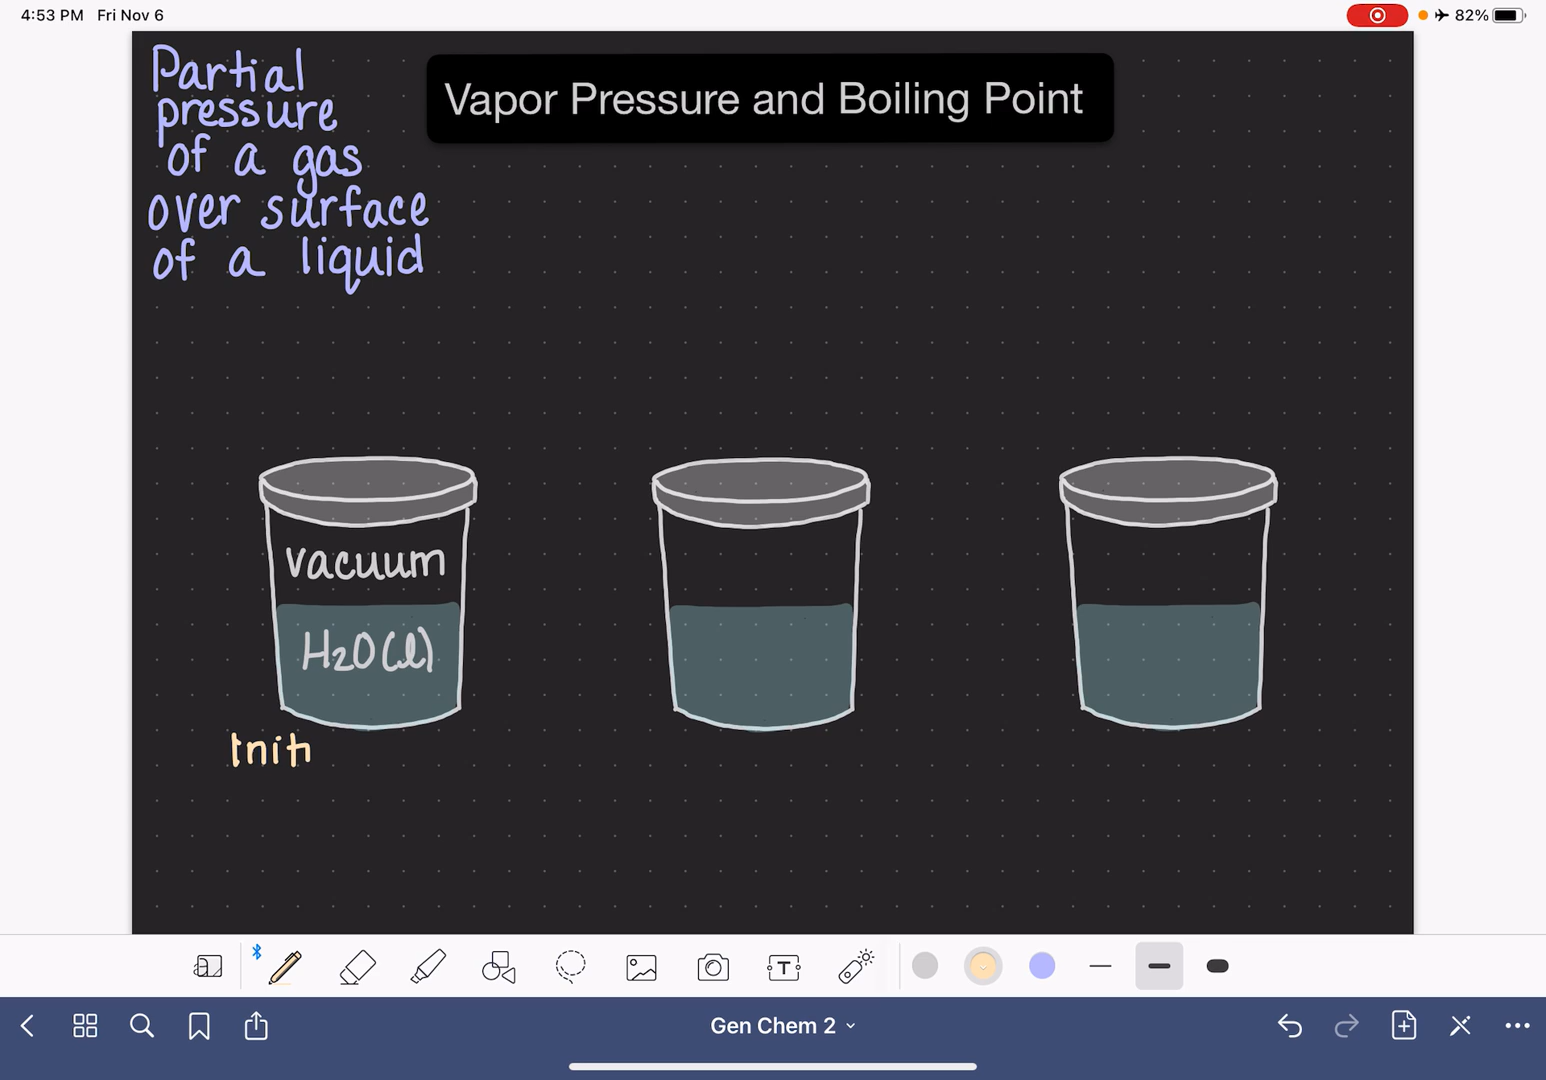 4:53 PM Fri Nov 6
82%
Vapor Pressure and Boiling Point
Partial
pressure
of a gas
over surface
of a liquid
vacuum
H2O(l)
Init
T
Gen Chem 2